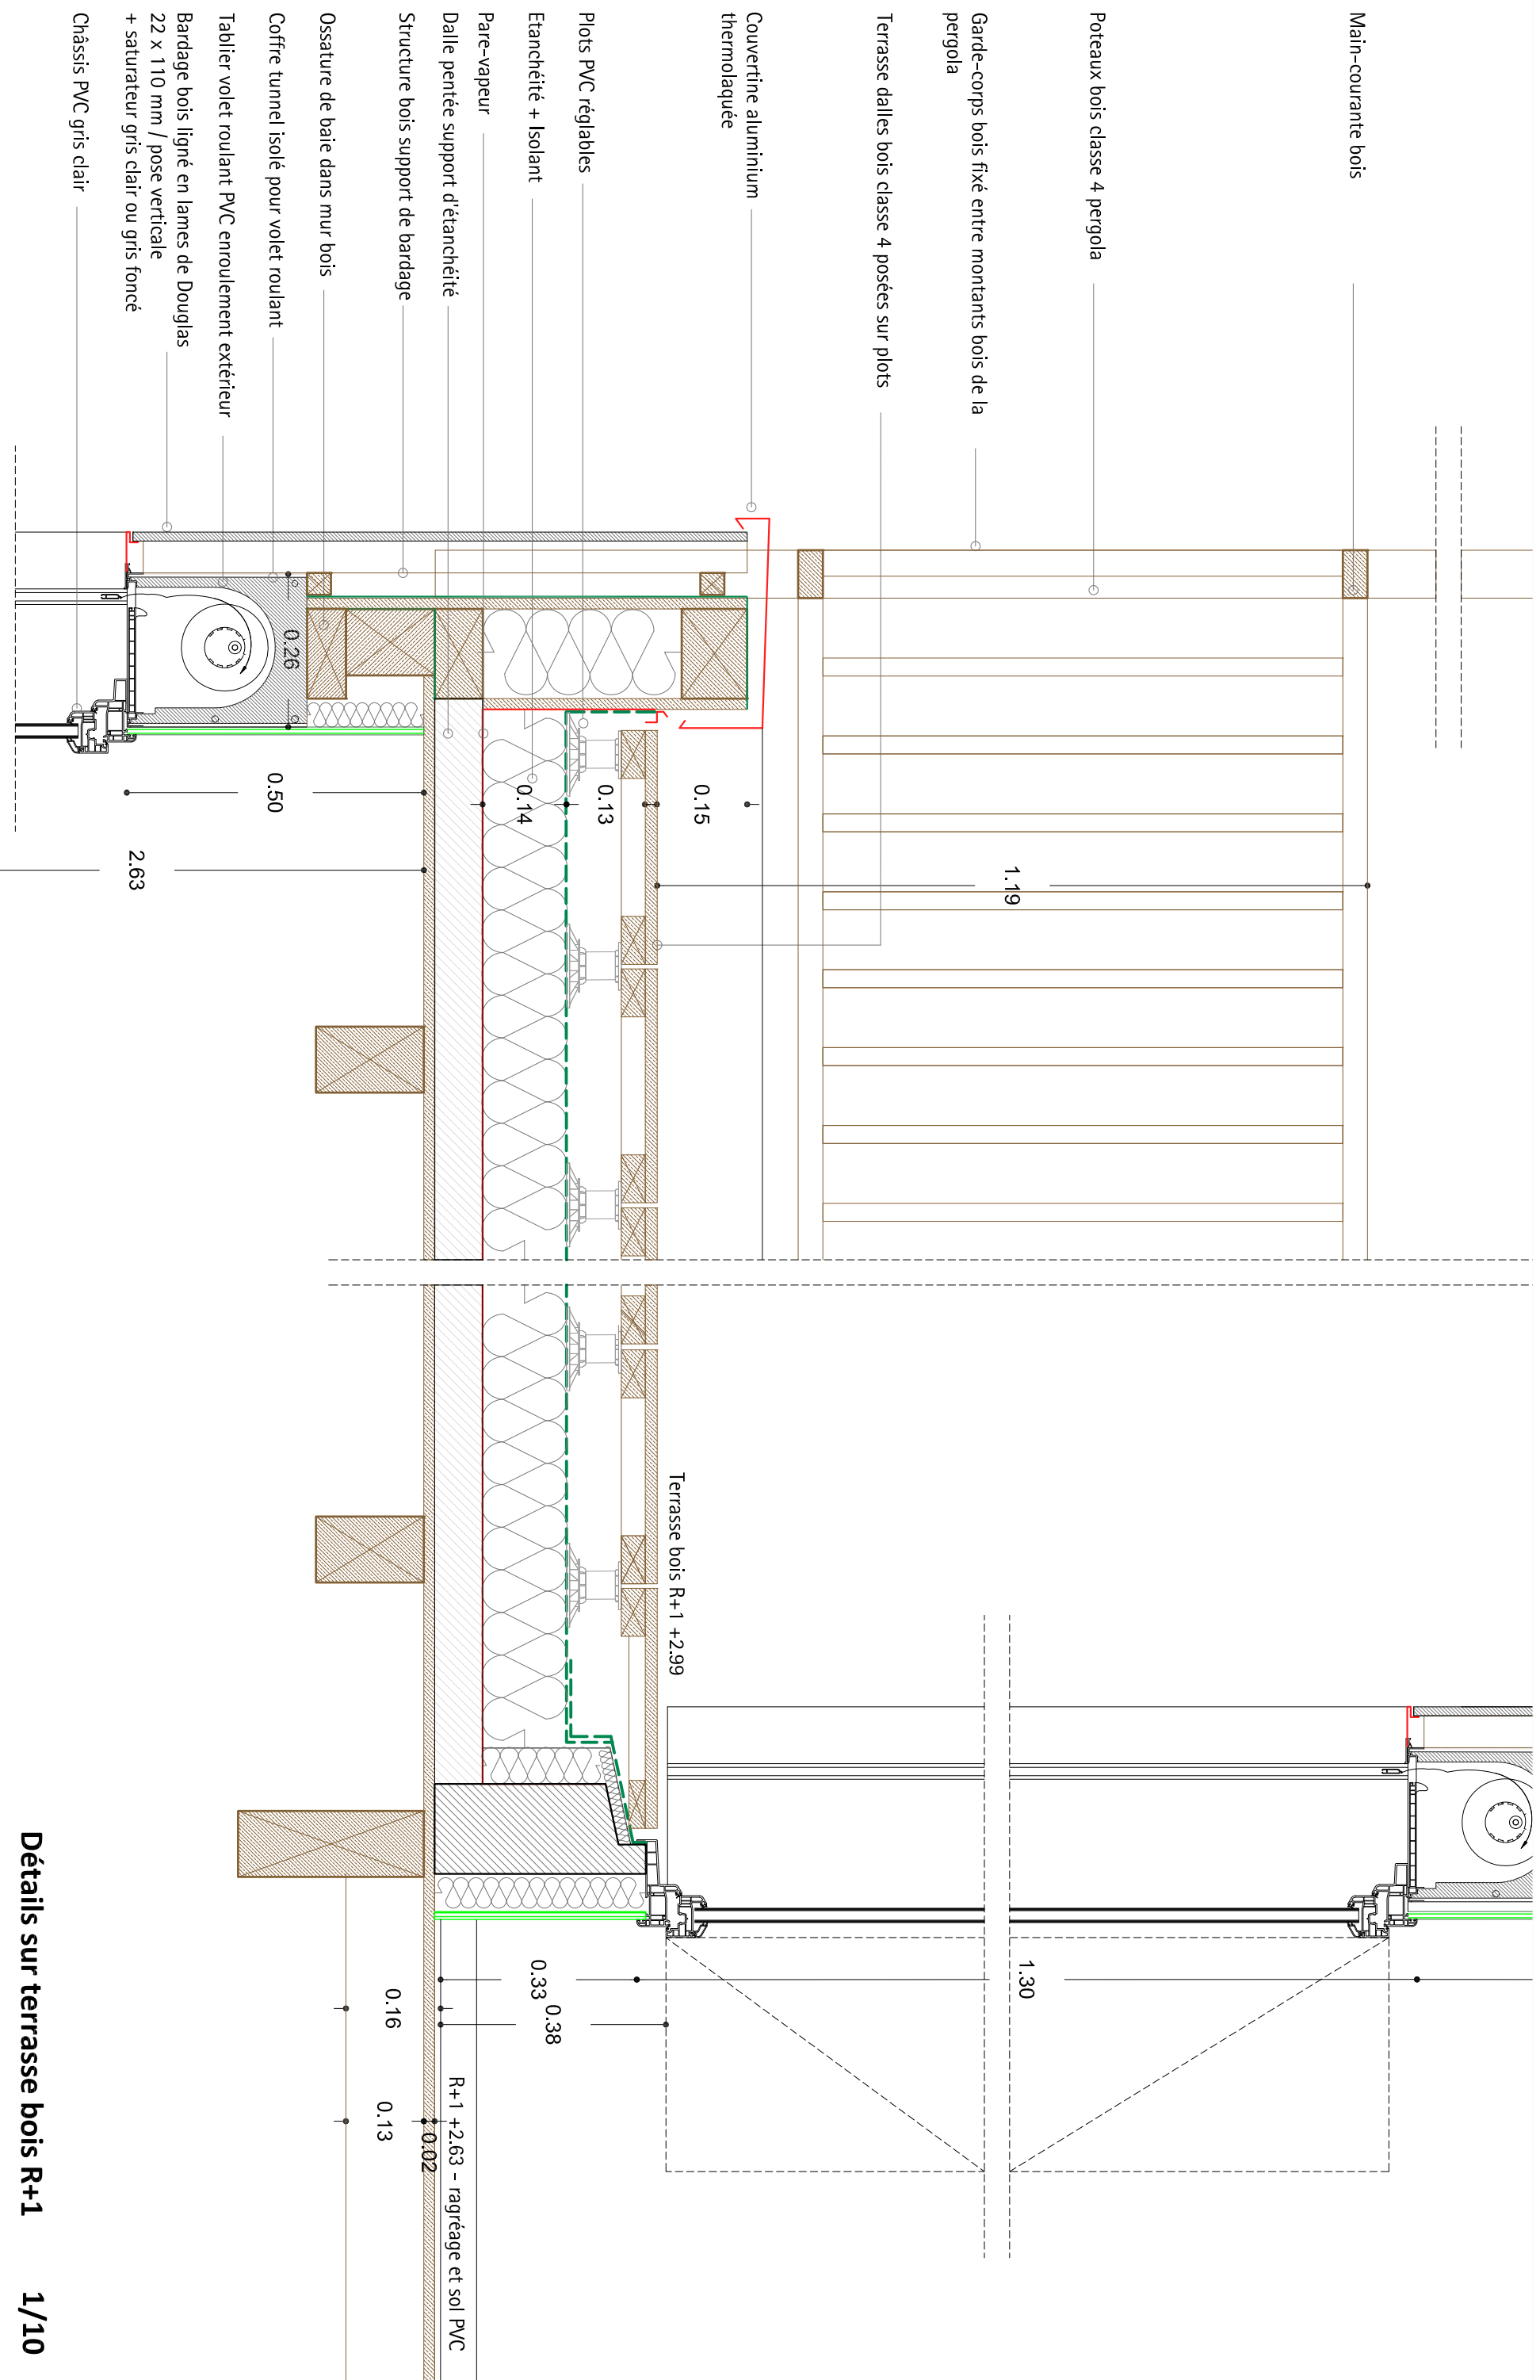 Main-courante bois
Poteaux bois classe 4 pergola
Garde-corps bois fixé entre montants bois de la
pergola
Terrasse dalles bois classe 4 posées sur plots
Couvertine aluminium
thermolaquée
Plots PVC réglables
Etanchéité + Isolant
Pare-vapeur
Dalle pentée support d'étanchéité
Structure bois support de bardage
Ossature de baie dans mur bois
Coffre tunnel isolé pour volet roulant
Tablier volet roulant PVC enroulement extérieur
Bardage bois ligné en lames de Douglas
22 x 110 mm / pose verticale
+ saturateur gris clair ou gris foncé
Châssis PVC gris clair
0.26
0.50
2.63
0.14
0.13
0.15
1.19
Terrasse bois R+1 +2.99
1.30
0.33
0.38
0.16
0.13
0.02
R+1 +2.63 - ragréage et sol PVC
Détails sur terrasse bois R+1 1/10